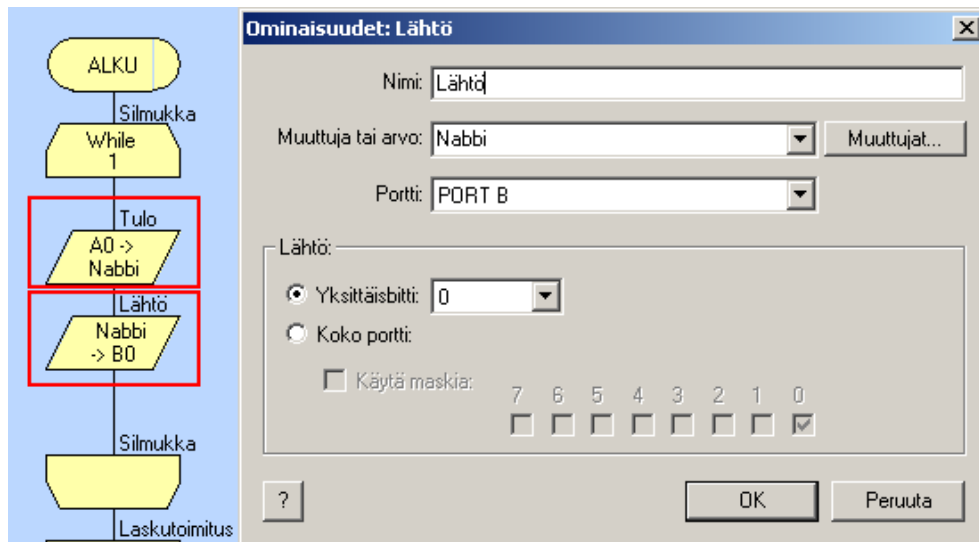 ALKU
Silmukka
While
1
Tulo
A0 ->
Nabbi
Lähtö
Nabbi
-> B0
Silmukka
Laskutoimitus
Ominaisuudet: Lähtö
Nimi: Lähtö
Muuttuja tai arvo: Nabbi Muuttujat...
Portti: PORT B
Lähtö:
Yksittäisbitti: 0
Koko portti:
Käytä maskia:
7 6 5 4 3 2 1 0
? OK Peruuta